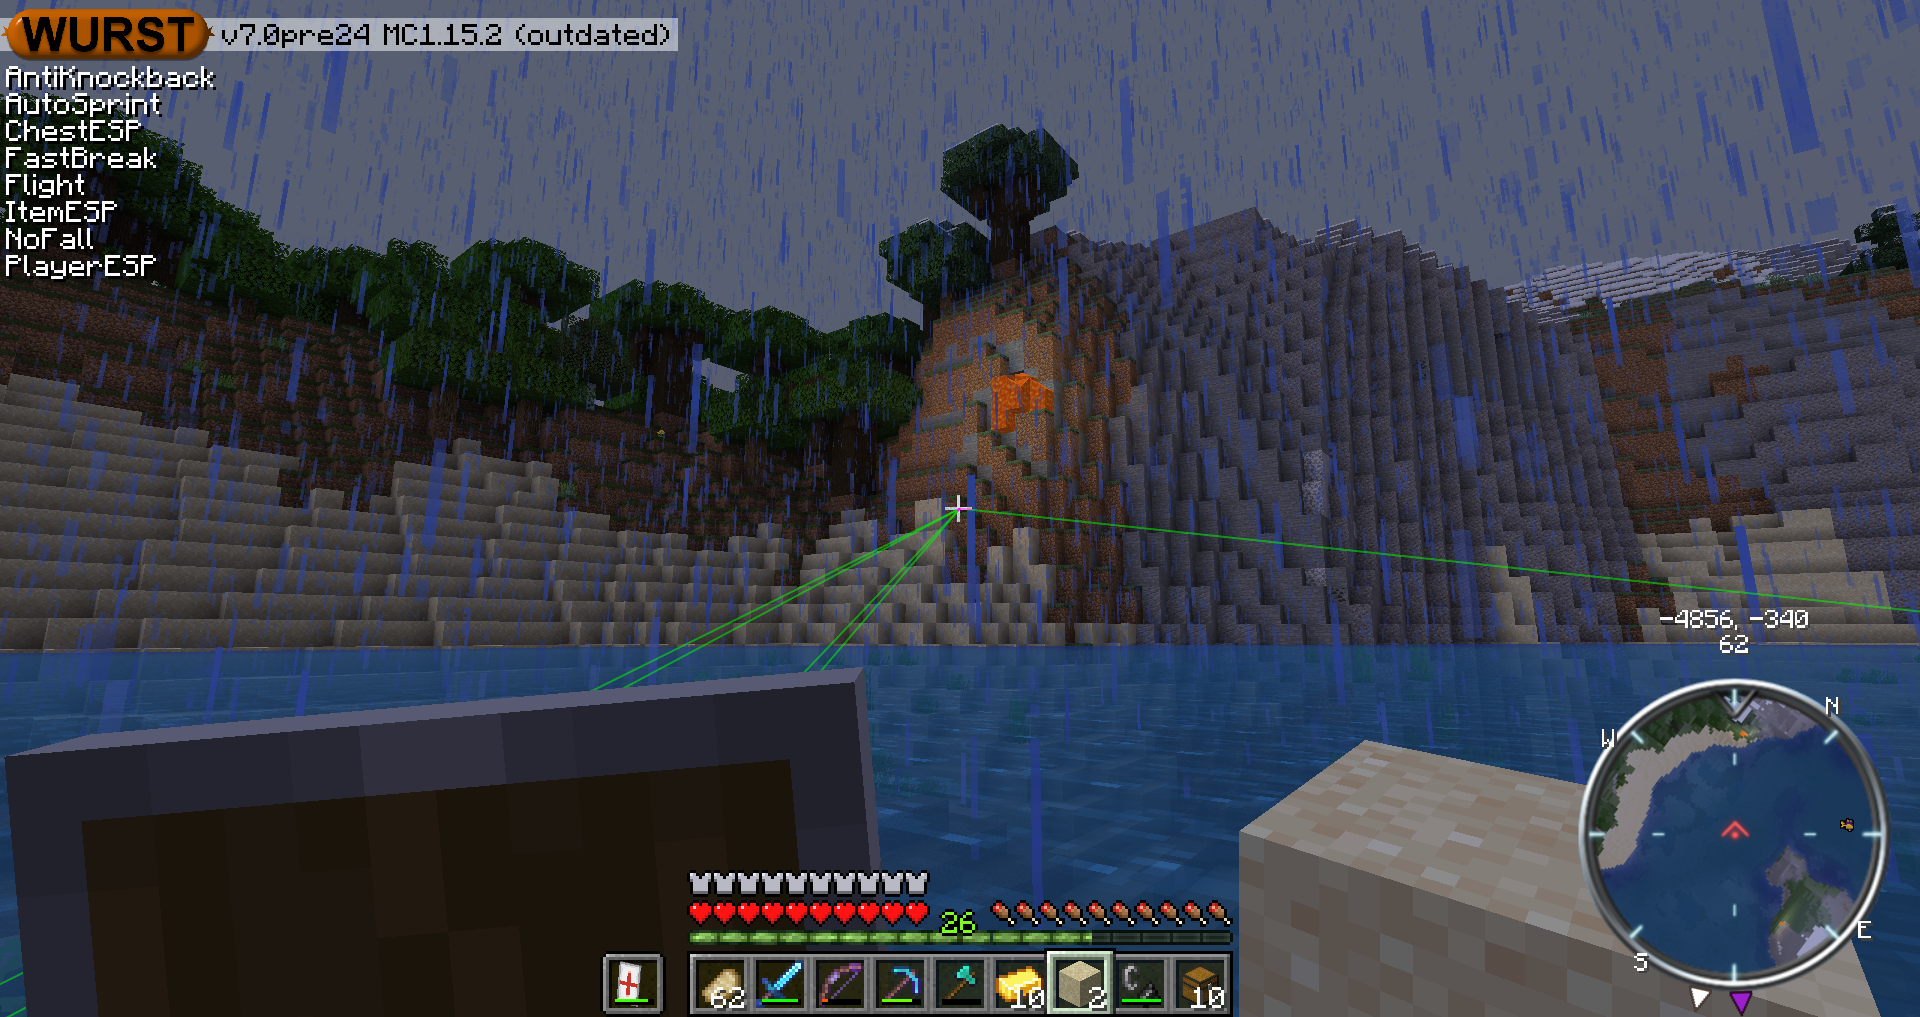 WURST v7.0pre24 MC1.15.2 (outdated)
AntiKnockback
AutoSprint
ChestESP
FastBreak
Flight
ItemESP
NoFall
PlayerESP
-4856, -340
62
N
W
E
S
26
62
10
2
10